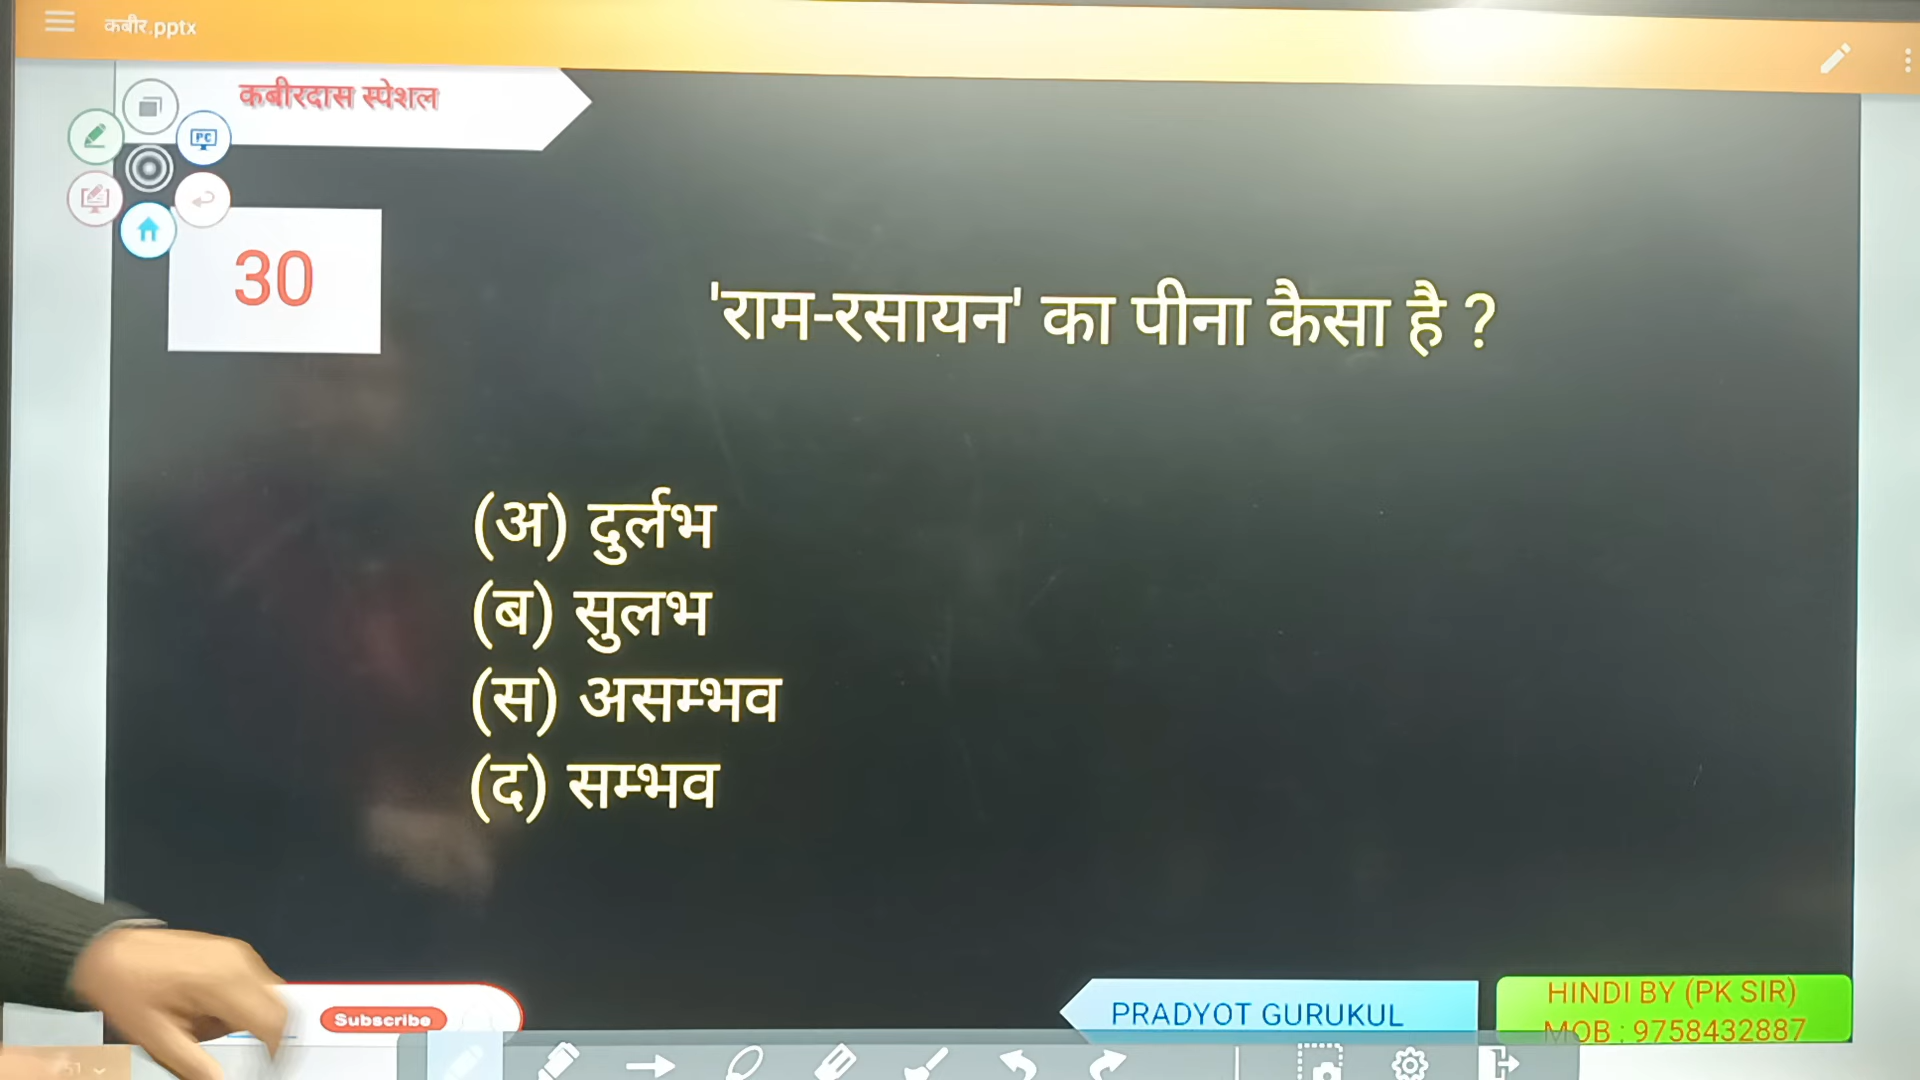 कबीर.pptx
कबीरदास स्पेशल
PC
30
'राम-रसायन' का पीना कैसा है ?
(अ) दुर्लभ
(ब) सुलभ
(स) असम्भव
(द) सम्भव
Subscribe
PRADYOT GURUKUL
HINDI BY (PK SIR)
MOB : 9758432887